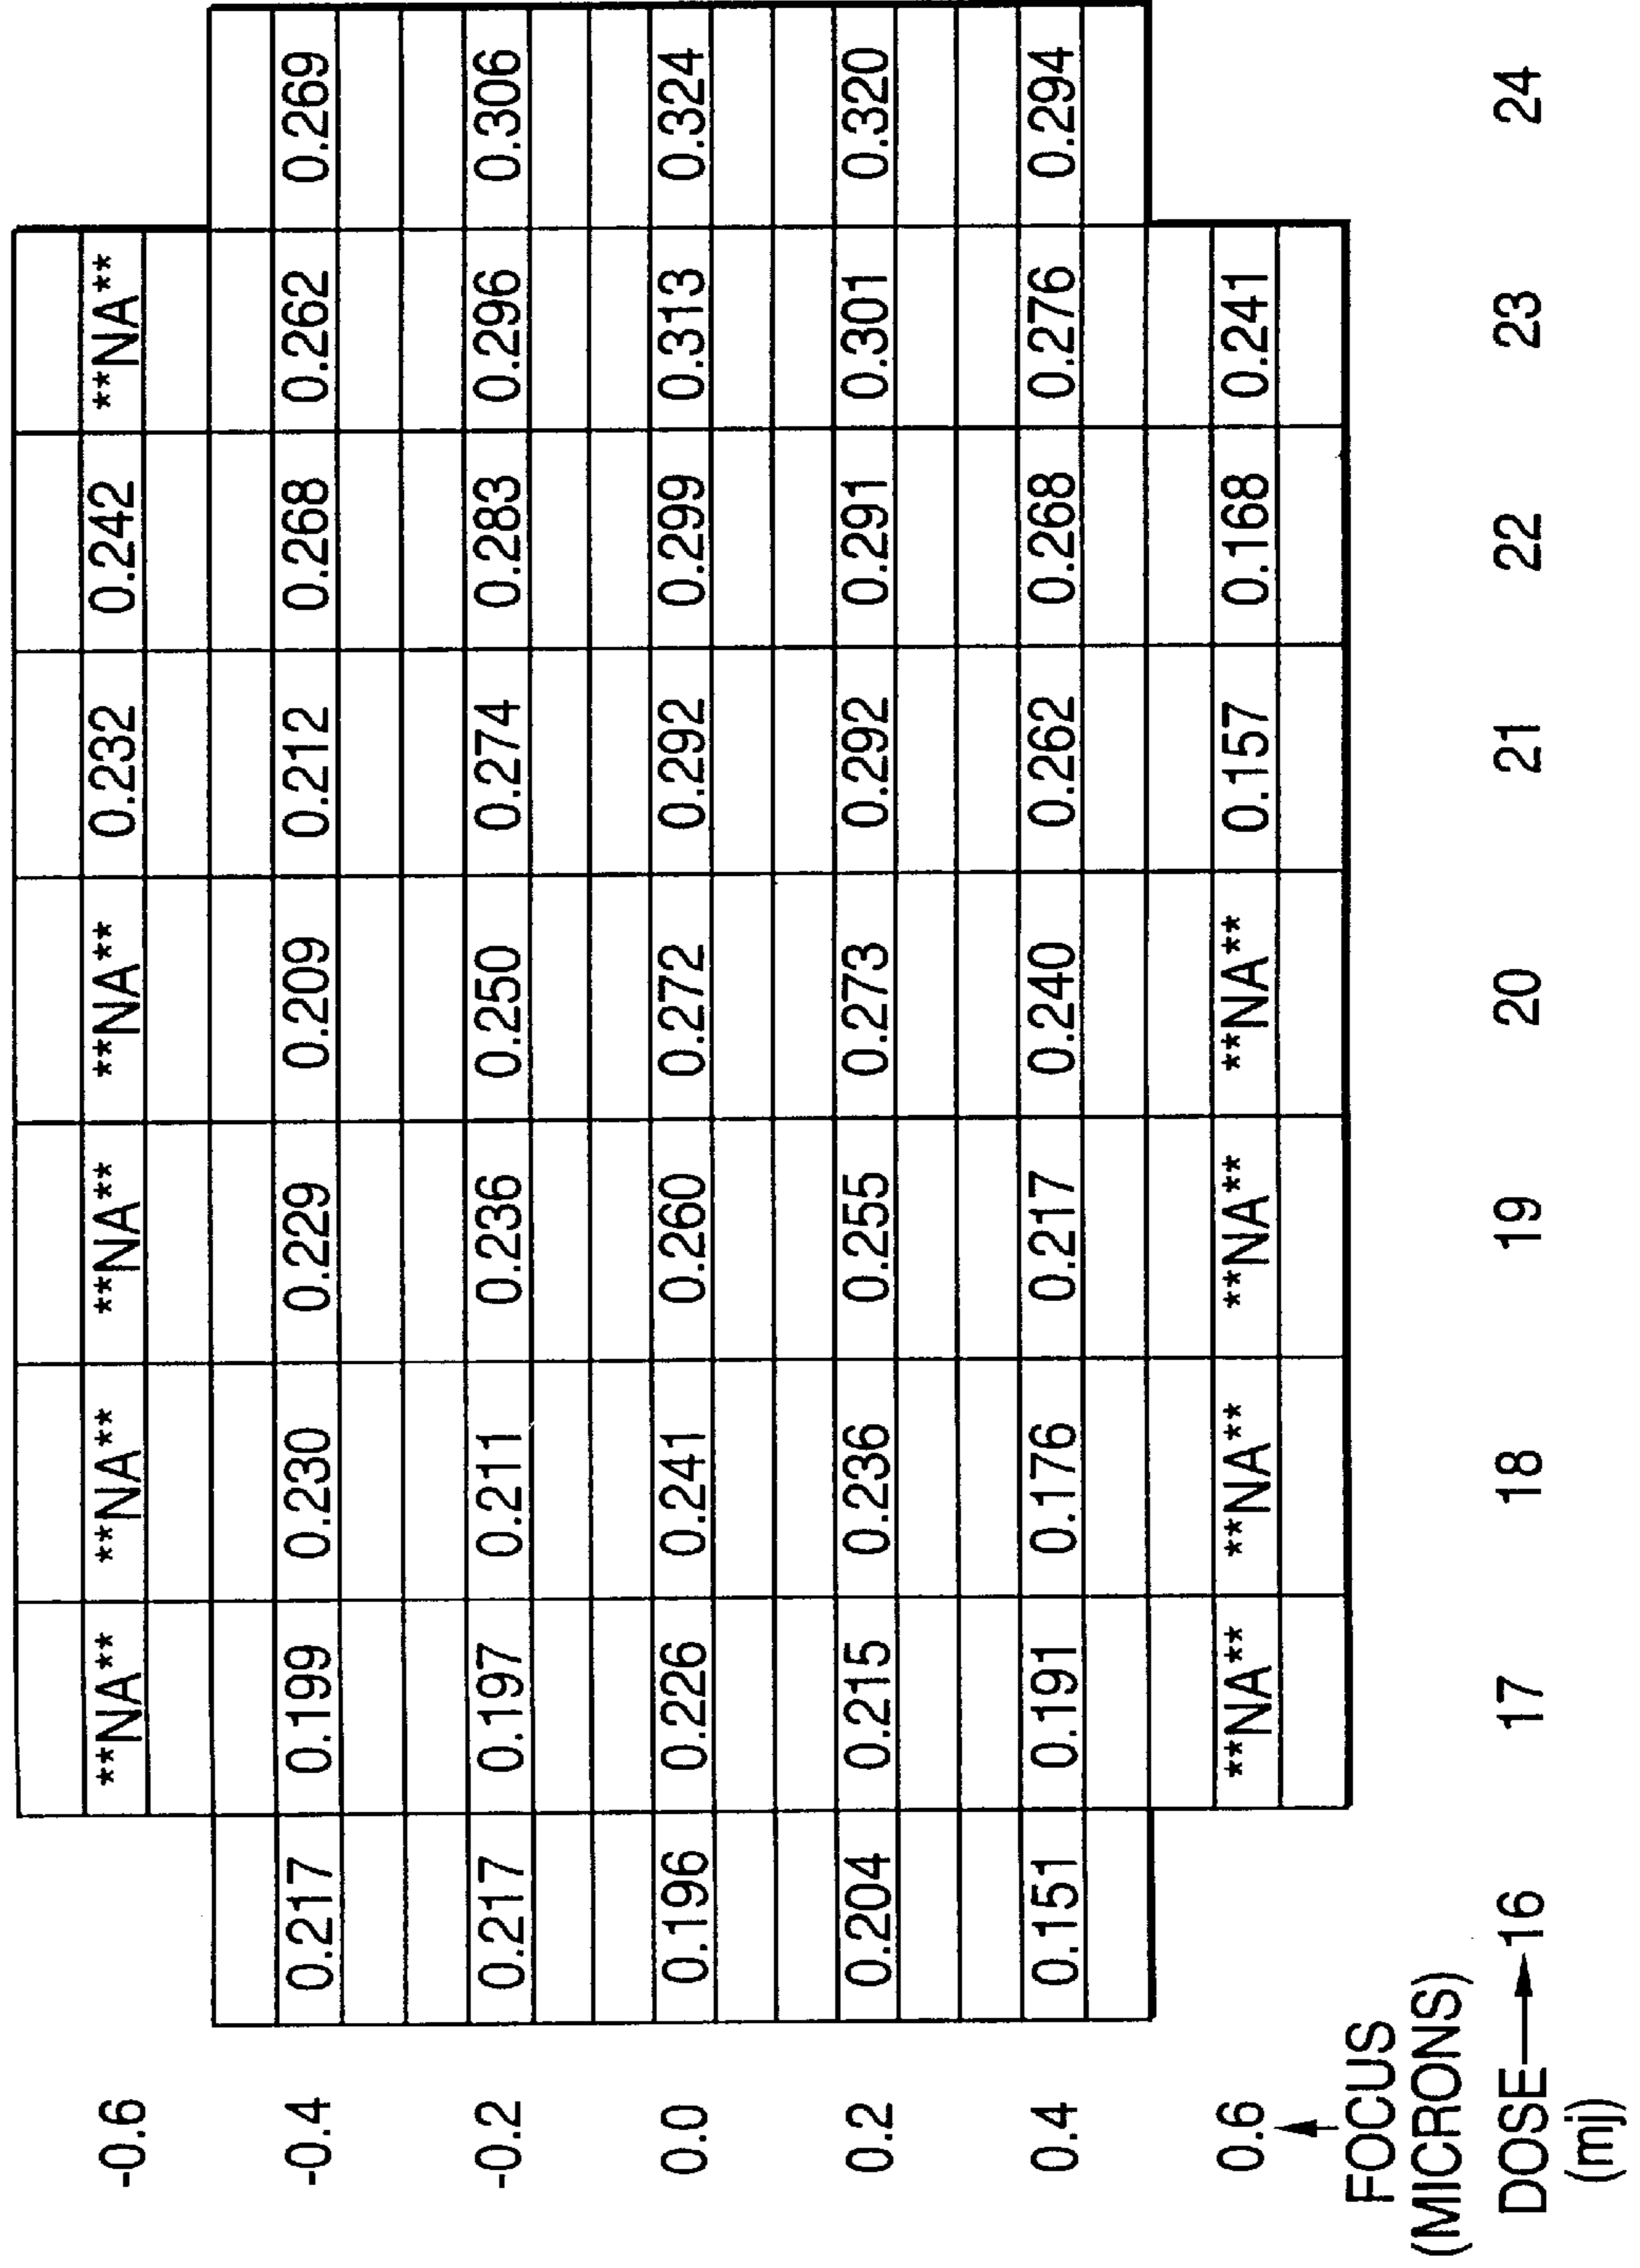 -0.6 **NA** **NA** **NA** **NA** 0.232 0.242 **NA**
-0.4 0.217 0.199 0.230 0.229 0.209 0.212 0.268 0.262 0.269
-0.2 0.217 0.197 0.211 0.236 0.250 0.274 0.283 0.296 0.306
0.0 0.196 0.226 0.241 0.260 0.272 0.292 0.299 0.313 0.324
0.2 0.204 0.215 0.236 0.255 0.273 0.292 0.291 0.301 0.320
0.4 0.151 0.191 0.176 0.217 0.240 0.262 0.268 0.276 0.294
0.6 **NA** **NA** **NA** **NA** 0.157 0.168 0.241
FOCUS
(MICRONS)
DOSE 16 17 18 19 20 21 22 23 24
(mj)